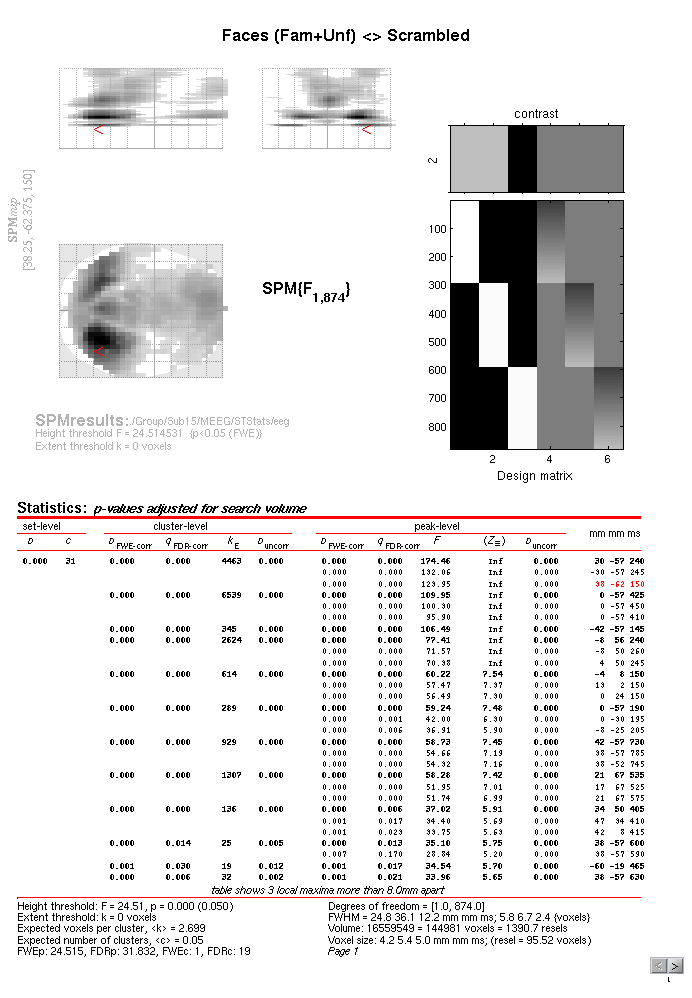 Faces (Fam+Unf) <> Scrambled
contrast
2
SPMmip
[38.25, -62.375, 150]
SPM{F1,874}
100
200
300
400
500
600
700
800
2 4 6
Design matrix
SPMresults: ./Group/Sub15/MEEG/STStats/eeg
Height threshold F = 24.514531 {p<0.05 (FWE)}
Extent threshold k = 0 voxels
Statistics: p-values adjusted for search volume
set-level cluster-level peak-level mm mm ms
p c p FWE-corr q FDR-corr k E p uncorr p FWE-corr q FDR-corr F (Z≡) p uncorr
0.000 31 0.000 0.000 4463 0.000 0.000 0.000 174.46 Inf 0.000 30 -57 240
0.000 0.000 132.06 Inf 0.000 -30 -57 245
0.000 0.000 123.95 Inf 0.000 38 -62 150
0.000 0.000 6539 0.000 0.000 0.000 109.95 Inf 0.000 0 -57 425
0.000 0.000 100.30 Inf 0.000 0 -57 450
0.000 0.000 95.90 Inf 0.000 0 -57 410
0.000 0.000 345 0.000 0.000 0.000 106.49 Inf 0.000 -42 -57 145
0.000 0.000 2624 0.000 0.000 0.000 77.41 Inf 0.000 -8 56 240
0.000 0.000 71.57 Inf 0.000 -8 50 260
0.000 0.000 70.38 Inf 0.000 4 50 245
0.000 0.000 614 0.000 0.000 0.000 60.22 7.54 0.000 -4 8 150
0.000 0.000 57.47 7.37 0.000 13 2 150
0.000 0.000 56.49 7.30 0.000 0 24 150
0.000 0.000 289 0.000 0.000 0.000 59.24 7.48 0.000 0 -57 190
0.000 0.001 42.00 6.30 0.000 0 -30 195
0.000 0.006 36.91 5.90 0.000 -8 -25 205
0.000 0.000 929 0.000 0.000 0.000 58.73 7.45 0.000 42 -57 730
0.000 0.000 54.66 7.19 0.000 38 -57 785
0.000 0.000 54.32 7.16 0.000 38 -52 745
0.000 0.000 1307 0.000 0.000 0.000 58.28 7.42 0.000 21 67 535
0.000 0.000 51.95 7.01 0.000 17 67 525
0.000 0.000 51.74 6.99 0.000 21 67 575
0.000 0.000 136 0.000 0.000 0.006 37.02 5.91 0.000 34 50 405
0.001 0.017 34.40 5.69 0.000 47 34 410
0.001 0.023 33.75 5.63 0.000 42 8 415
0.000 0.014 25 0.005 0.000 0.013 35.10 5.75 0.000 38 -57 600
0.007 0.170 28.84 5.20 0.000 38 -57 590
0.001 0.030 19 0.012 0.001 0.017 34.54 5.70 0.000 -60 -19 465
0.000 0.006 32 0.002 0.001 0.021 33.96 5.65 0.000 38 -57 630
table shows 3 local maxima more than 8.0mm apart
Height threshold: F = 24.51, p = 0.000 (0.050) Degrees of freedom = [1.0, 874.0]
Extent threshold: k = 0 voxels FWHM = 24.8 36.1 12.2 mm mm ms; 5.8 6.7 2.4 {voxels}
Expected voxels per cluster, <k> = 2.699 Volume: 16559549 = 144981 voxels = 1390.7 resels
Expected number of clusters, <c> = 0.05 Voxel size: 4.2 5.4 5.0 mm mm ms; (resel = 95.52 voxels)
FWEp: 24.515, FDRp: 31.832, FWEc: 1, FDRc: 19 Page 1
< >
1